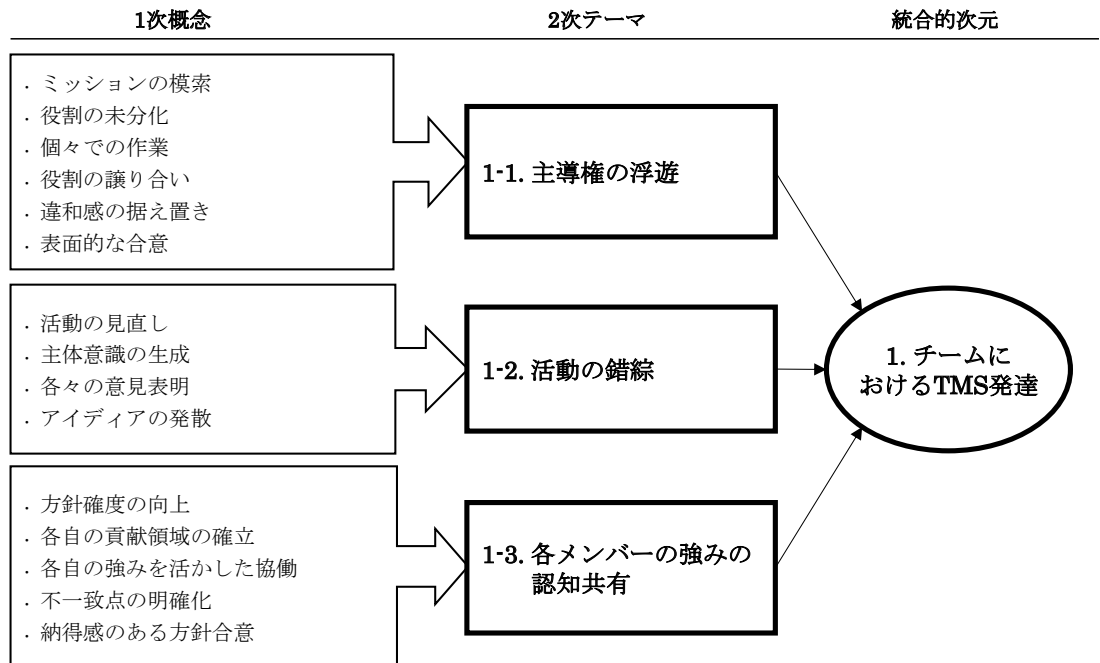 1次概念
2次テーマ
統合的次元
. ミッションの模索
. 役割の未分化
. 個々での作業
. 役割の譲り合い
. 違和感の据え置き
. 表面的な合意
1-1. 主導権の浮遊
. 活動の見直し
. 主体意識の生成
. 各々の意見表明
. アイディアの発散
1-2. 活動の錯綜
1. チームに
おけるTMS発達
. 方針確度の向上
. 各自の貢献領域の確立
. 各自の強みを活かした協働
. 不一致点の明確化
. 納得感のある方針合意
1-3. 各メンバーの強みの
認知共有